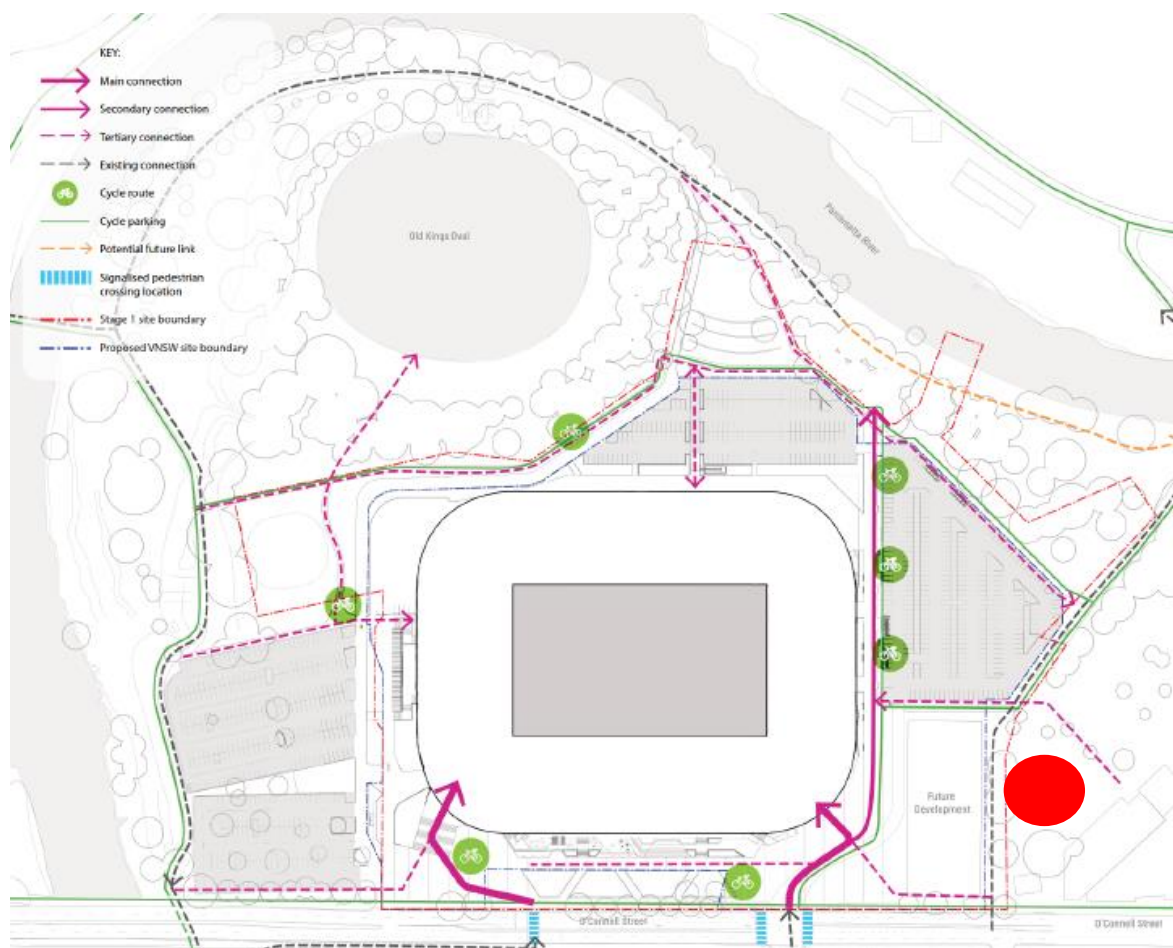 KEY:
Main connection
Secondary connection
Tertiary connection
Existing connection
Cycle route
Cycle parking
Potential future link
Signalised pedestrian
crossing location
Stage 1 site boundary
Proposed VNSW site boundary
Old Kings Oval
Parramatta River
Future
Development
O'Connell Street
O'Connell Street